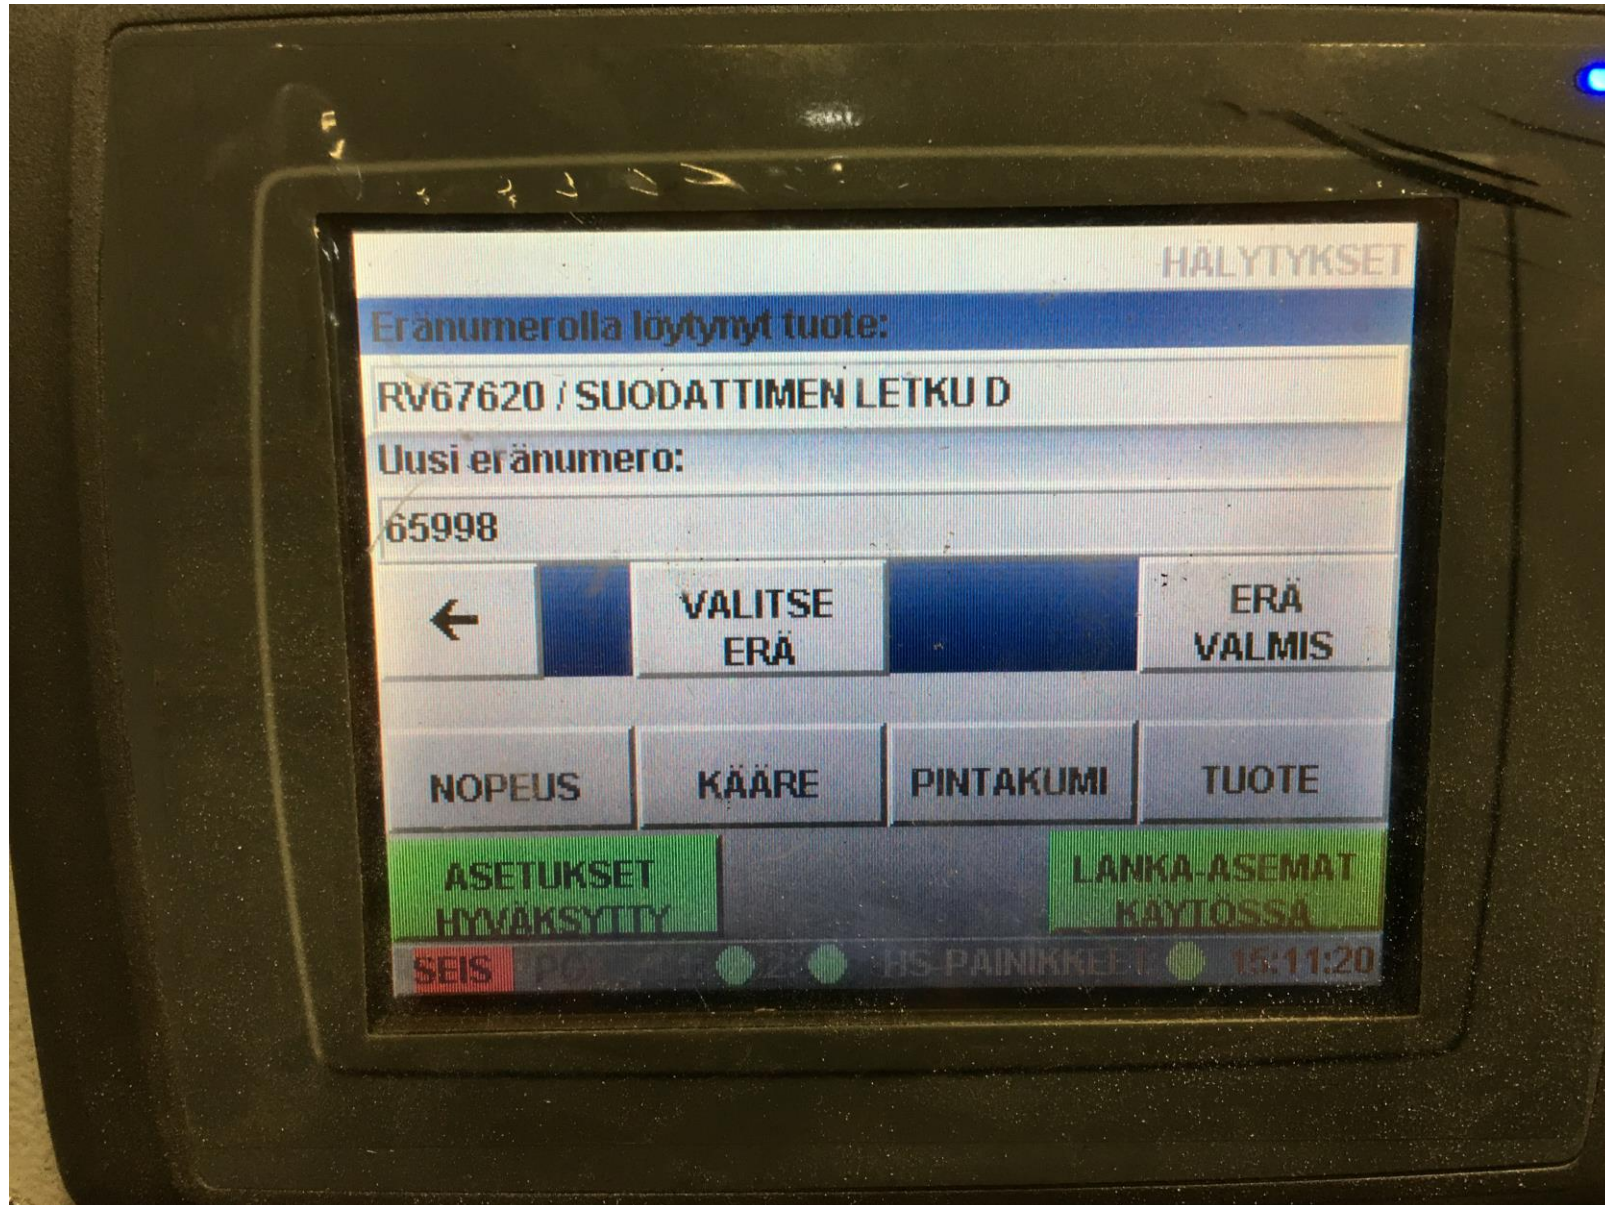 HÄLYTYKSET
Eränumerolla löytynyt tuote:
RV67620 / SUODATTIMEN LETKU D
Uusi eränumero:
65998
←
VALITSE
ERÄ
ERÄ
VALMIS
NOPEUS
KÄÄRE
PINTAKUMI
TUOTE
ASETUKSET
HYVÄKSYTTY
LANKA-ASEMAT
KÄYTÖSSÄ
SEIS 1: 2: HS-PAINIKKEET: 15:11:20